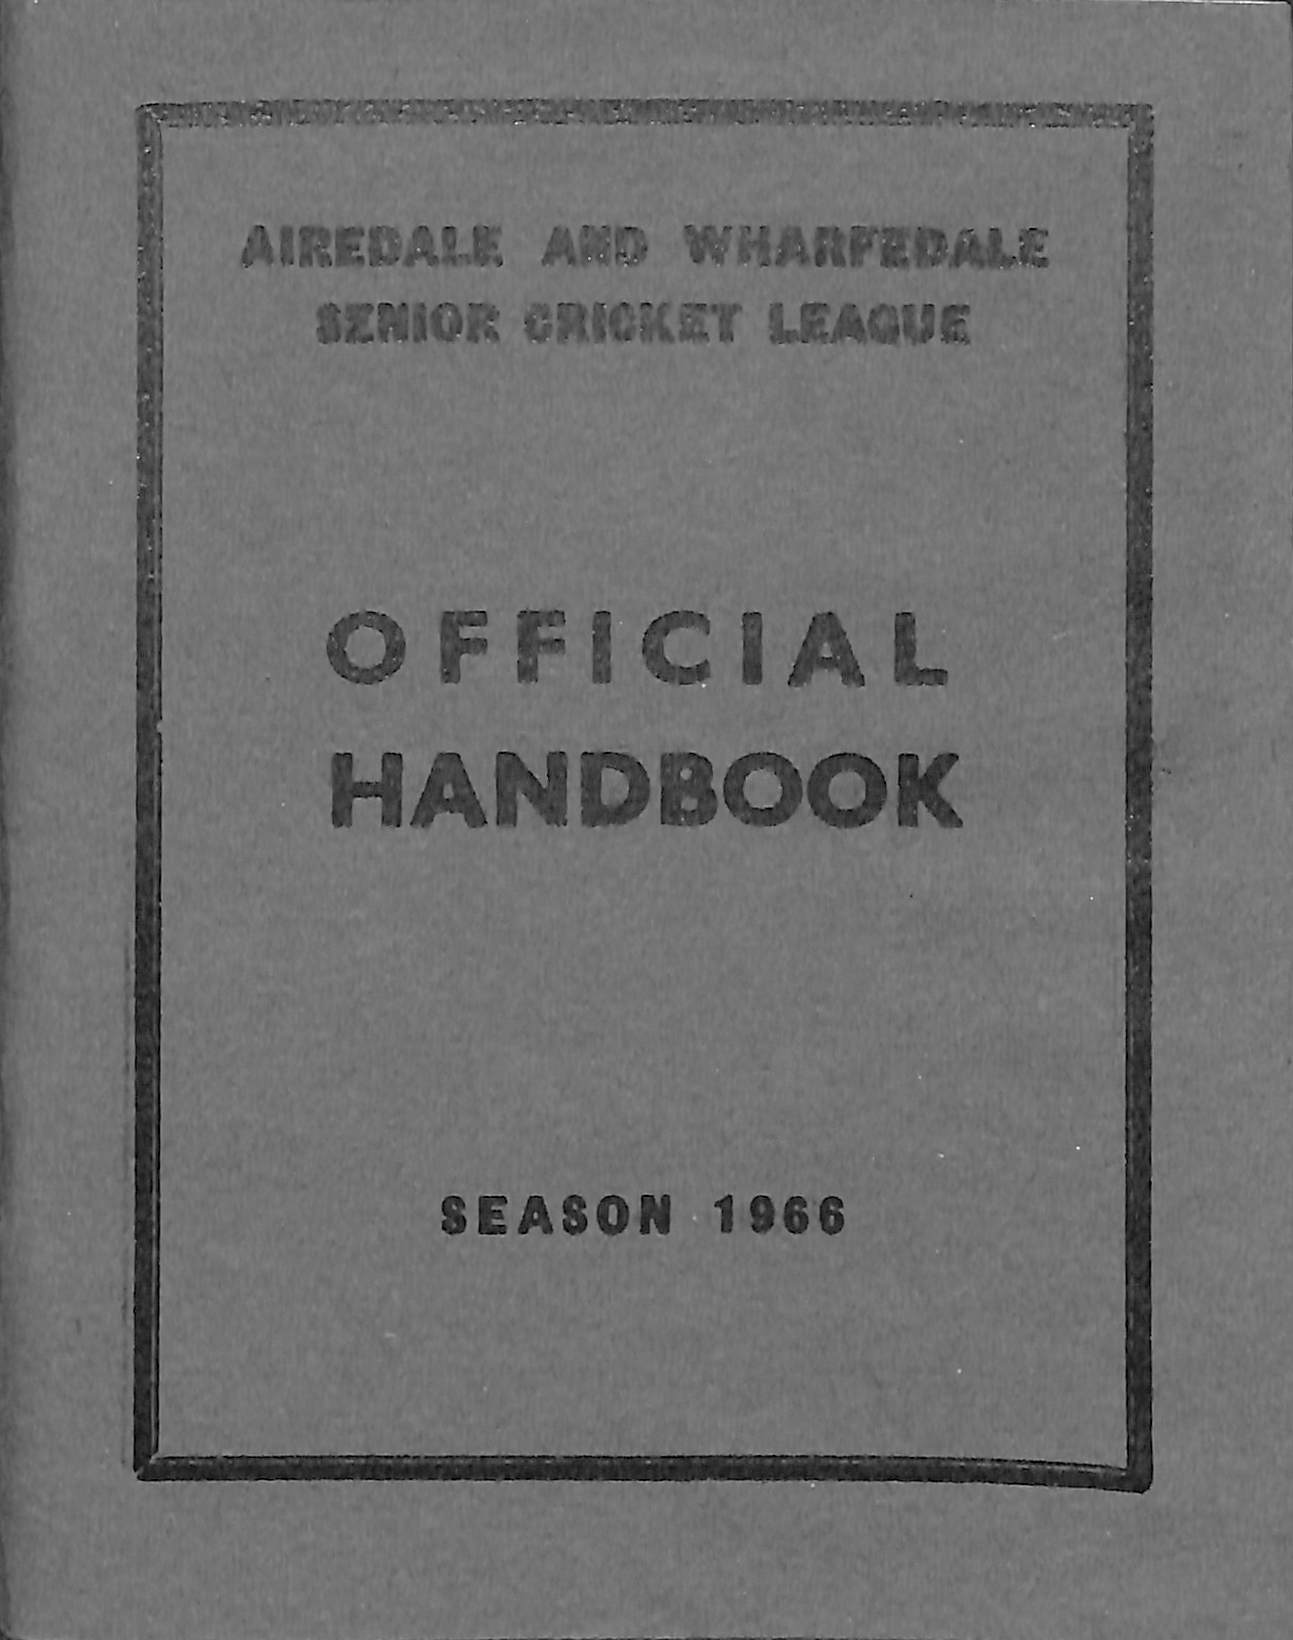 AIREDALE AND WHARFEDALE
SENIOR CRICKET LEAGUE
OFFICIAL
HANDBOOK
SEASON 1966